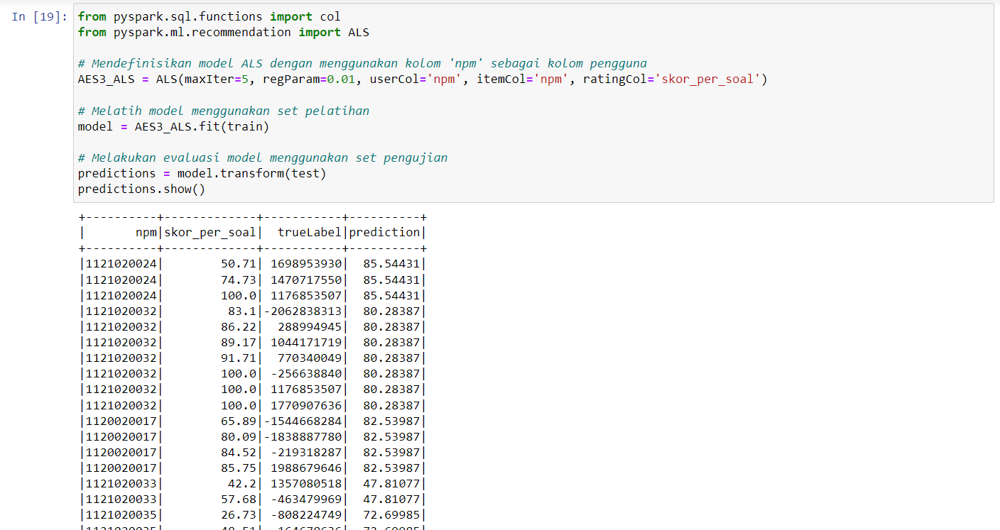 In [19]: from pyspark.sql.functions import col
from pyspark.ml.recommendation import ALS
# Mendefinisikan model ALS dengan menggunakan kolom 'npm' sebagai kolom pengguna
AES3_ALS = ALS(maxIter=5, regParam=0.01, userCol='npm', itemCol='npm', ratingCol='skor_per_soal')
# Melatih model menggunakan set pelatihan
model = AES3_ALS.fit(train)
# Melakukan evaluasi model menggunakan set pengujian
predictions = model.transform(test)
predictions.show()
+----------+-------------+-----------+----------+
|       npm|skor_per_soal|  trueLabel|prediction|
+----------+-------------+-----------+----------+
|1121020024|        50.71| 1698953930|  85.54431|
|1121020024|        74.73| 1470717550|  85.54431|
|1121020024|        100.0| 1176853507|  85.54431|
|1121020032|         83.1|-2062838313|  80.28387|
|1121020032|        86.22|  288994945|  80.28387|
|1121020032|        89.17| 1044171719|  80.28387|
|1121020032|        91.71|  770340049|  80.28387|
|1121020032|        100.0| -256638840|  80.28387|
|1121020032|        100.0| 1176853507|  80.28387|
|1121020032|        100.0| 1770907636|  80.28387|
|1120020017|        65.89|-1544668284|  82.53987|
|1120020017|        80.09|-1838887780|  82.53987|
|1120020017|        84.52| -219318287|  82.53987|
|1120020017|        85.75| 1988679646|  82.53987|
|1121020033|         42.2| 1357080518|  47.81077|
|1121020033|        57.68| -463479969|  47.81077|
|1121020035|        26.73| -808224749|  72.69985|